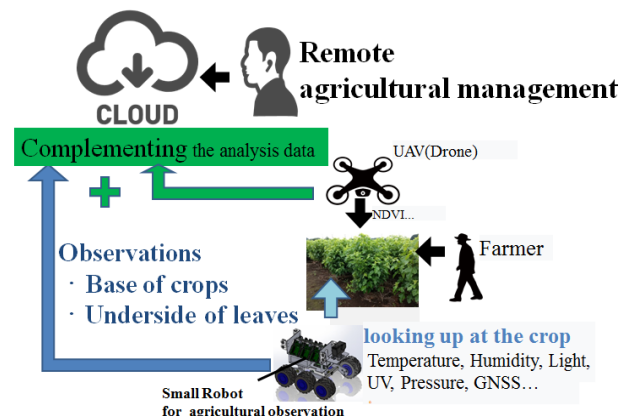 Remote
agricultural management
CLOUD
Complementing the analysis data
UAV(Drone)
NDVI...
Farmer
Observations
・ Base of crops
・ Underside of leaves
looking up at the crop
Temperature, Humidity, Light,
UV, Pressure, GNSS…
Small Robot
for agricultural observation